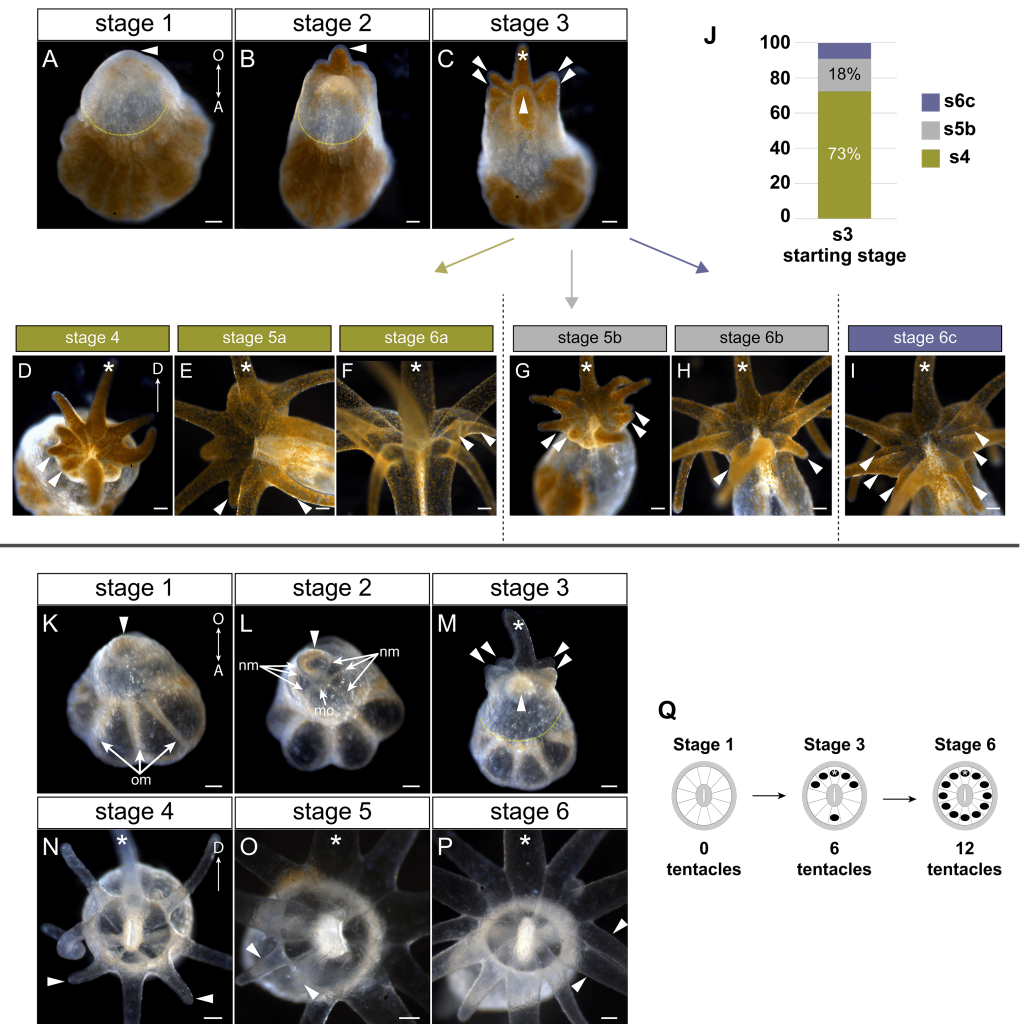 stage 1 stage 2 stage 3
A O A
B
C *
J
100
80
60
40
20
0
18%
73%
s6c
s5b
s4
s3
starting stage
stage 4 stage 5a stage 6a stage 5b stage 6b stage 6c
D * D
E *
F *
G *
H *
I *
stage 1 stage 2 stage 3
K O A
om
L
nm nm
mo
M *
stage 4 stage 5 stage 6
N * D
O *
P *
Q
Stage 1 Stage 3 Stage 6
* *
0 6 12
tentacles tentacles tentacles